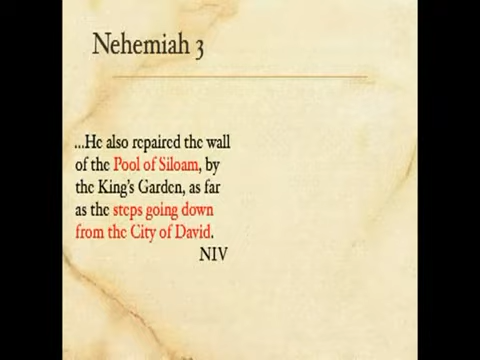 Nehemiah 3
...He also repaired the wall
of the Pool of Siloam, by
the King's Garden, as far
as the steps going down
from the City of David.
NIV